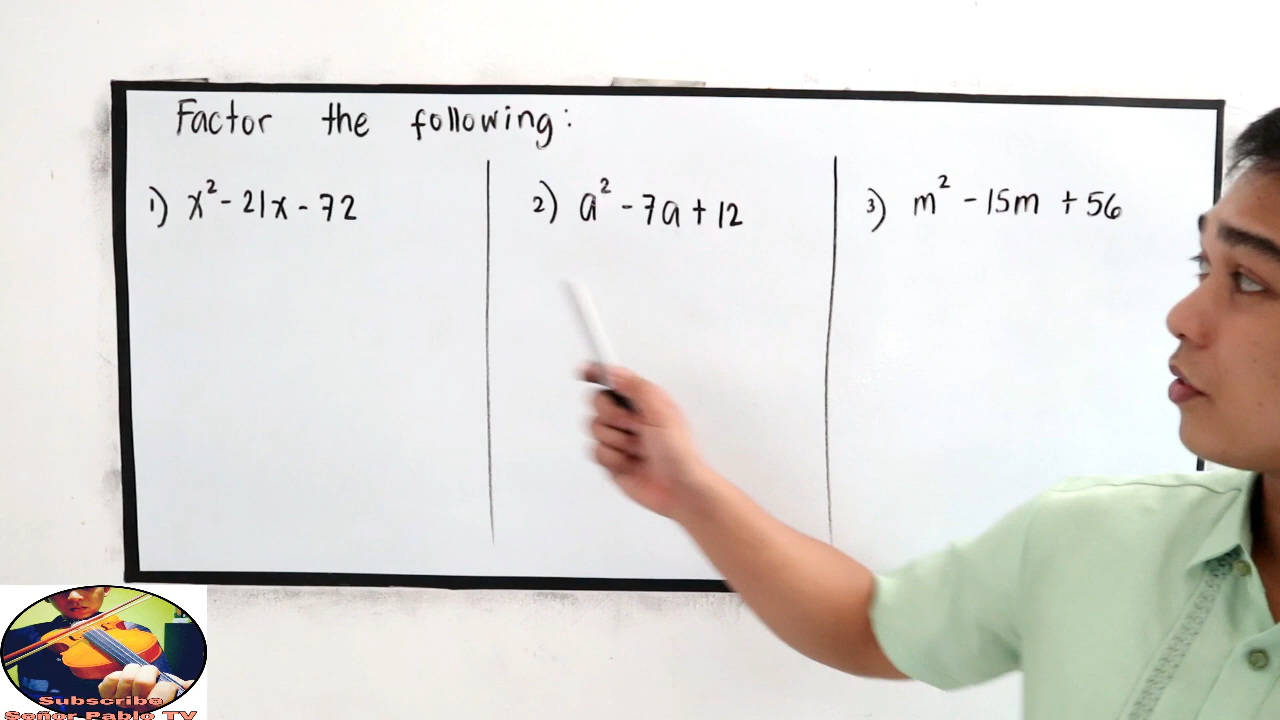 Factor the following:
1) x² - 21x - 72
2) a² - 7a + 12
3) m² - 15m + 56
Subscribe
Señor Pablo TV